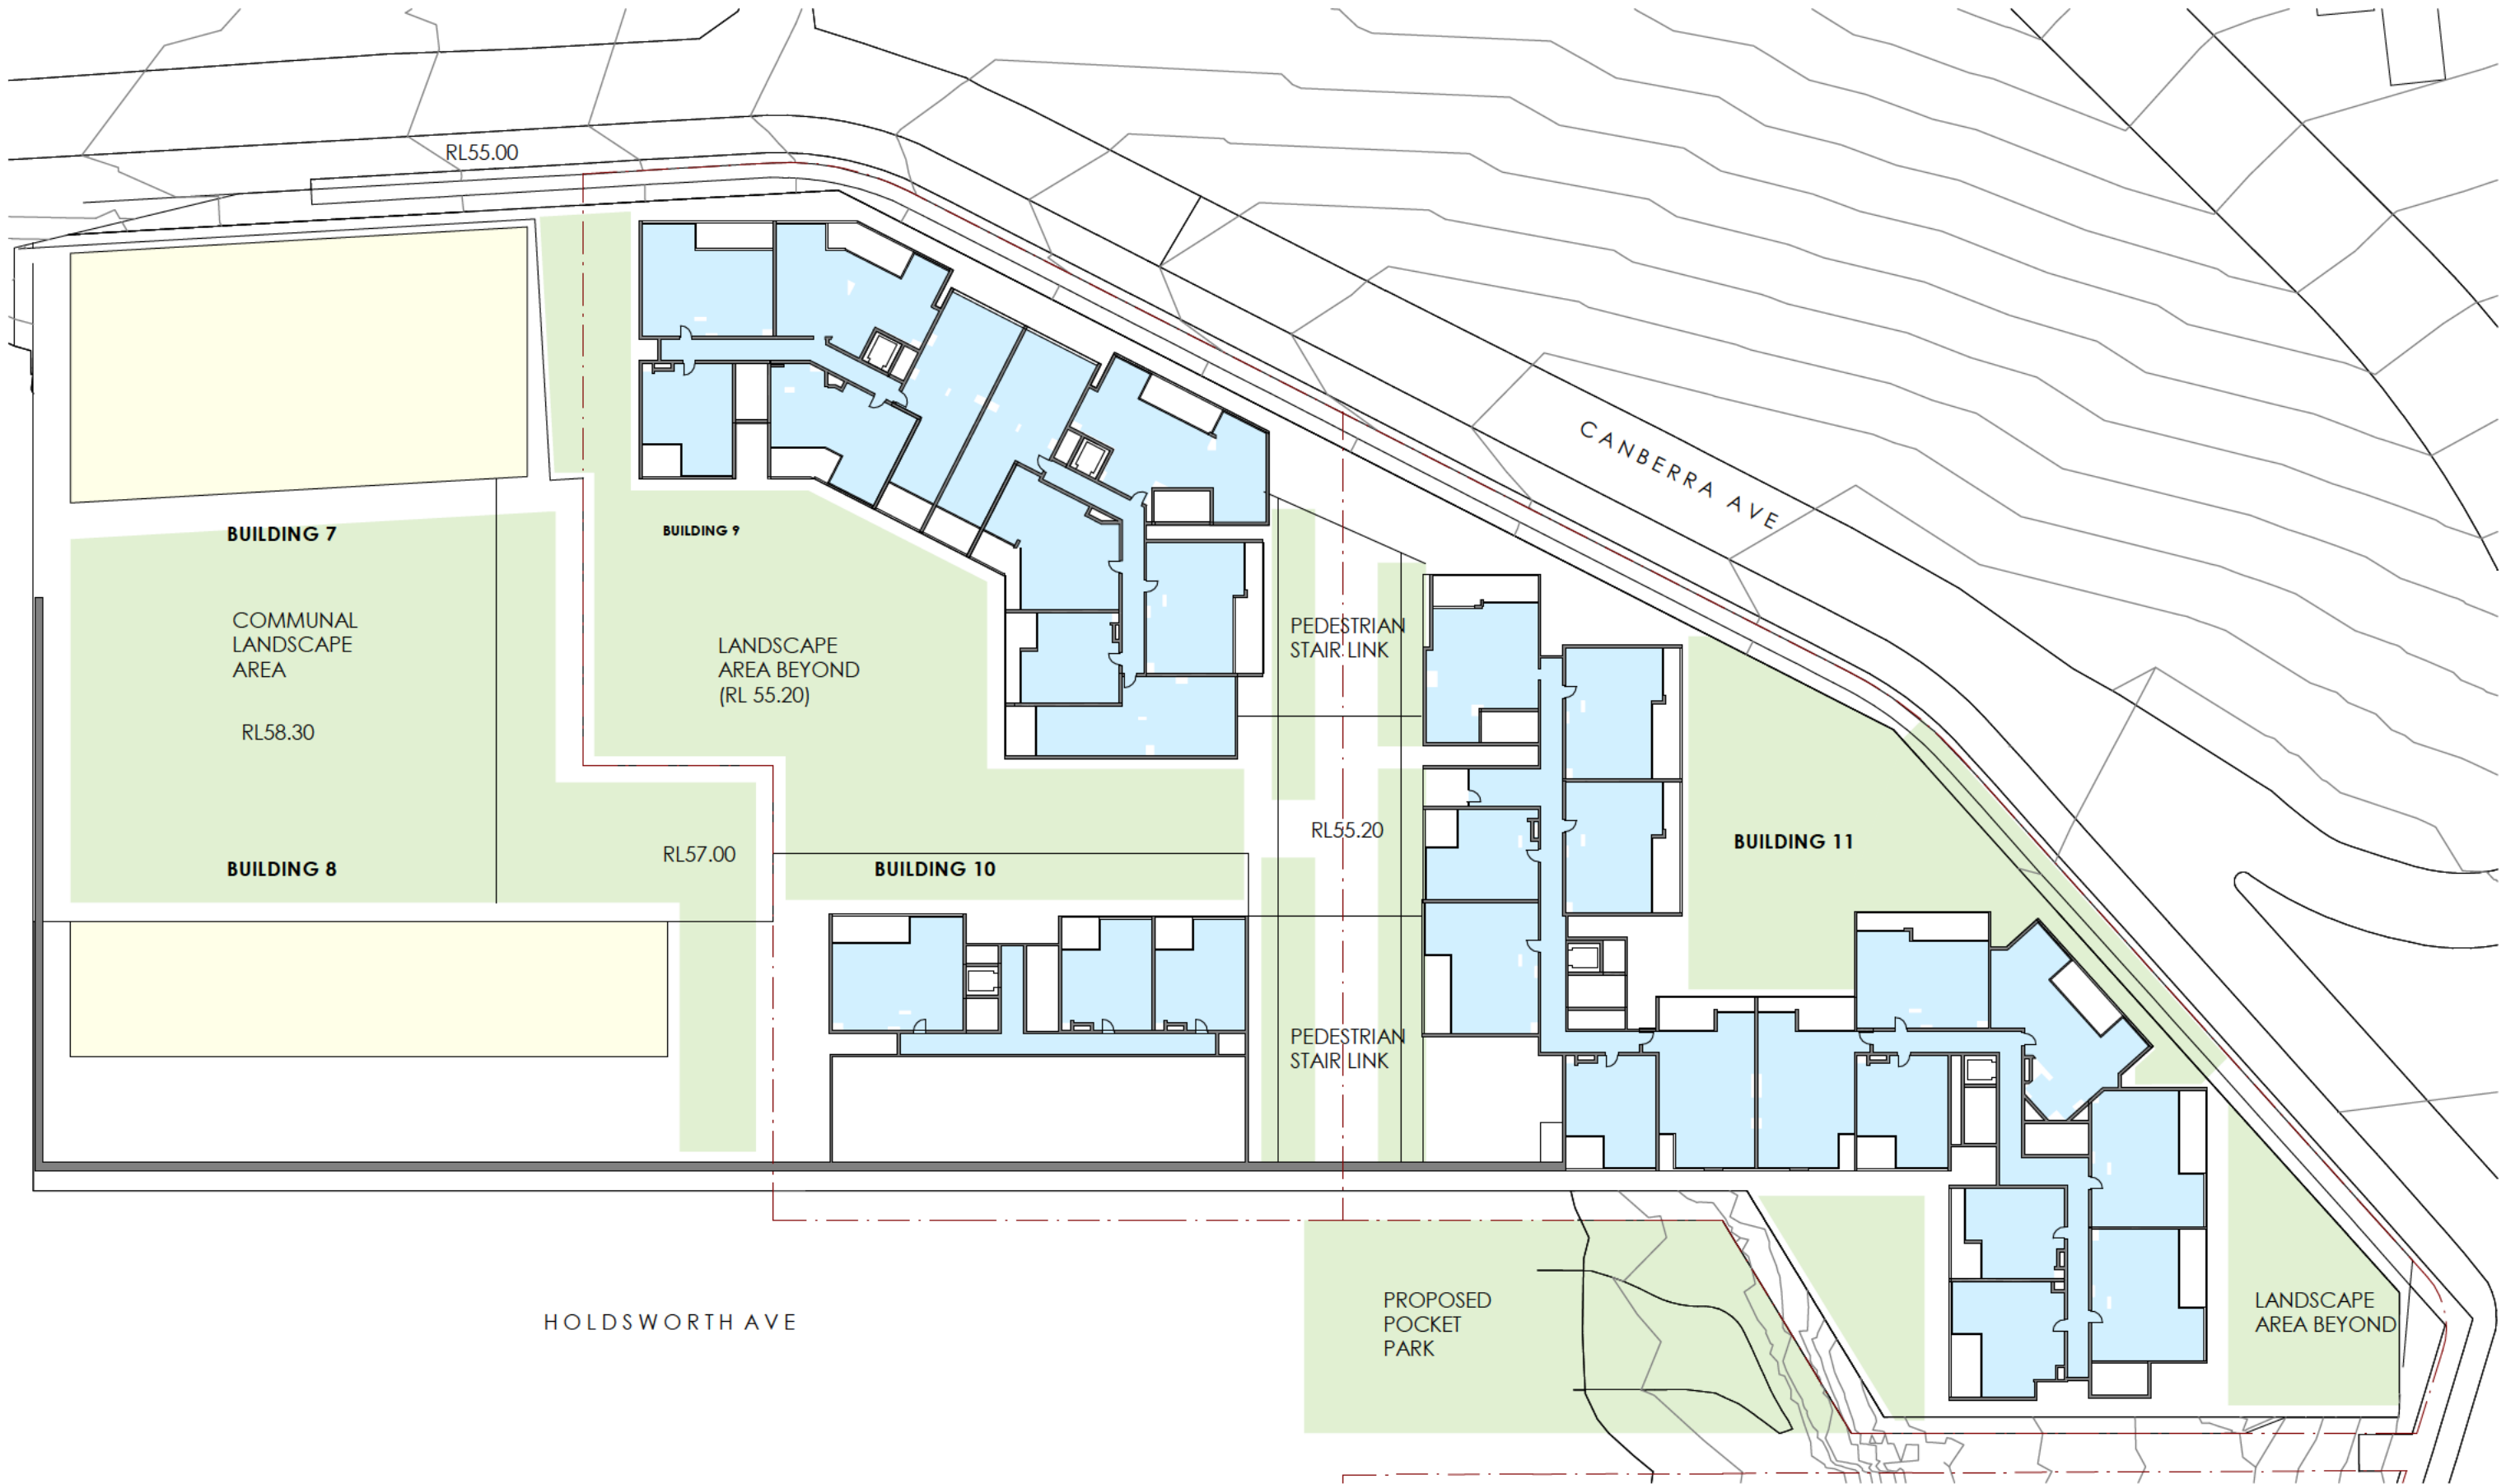 RL55.00
CANBERRA AVE
BUILDING 7
BUILDING 9
COMMUNAL
LANDSCAPE
AREA
RL58.30
LANDSCAPE
AREA BEYOND
(RL 55.20)
PEDESTRIAN
STAIR LINK
RL55.20
BUILDING 11
BUILDING 8
RL57.00
BUILDING 10
PEDESTRIAN
STAIR LINK
HOLDSWORTH AVE
PROPOSED
POCKET
PARK
LANDSCAPE
AREA BEYOND